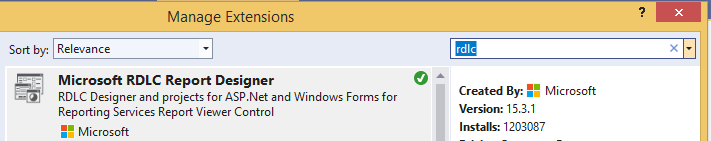 Manage Extensions
? ×
Sort by: Relevance
rdlc
Microsoft RDLC Report Designer
RDLC Designer and projects for ASP.Net and Windows Forms for
Reporting Services Report Viewer Control
Microsoft
Created By: Microsoft
Version: 15.3.1
Installs: 1203087